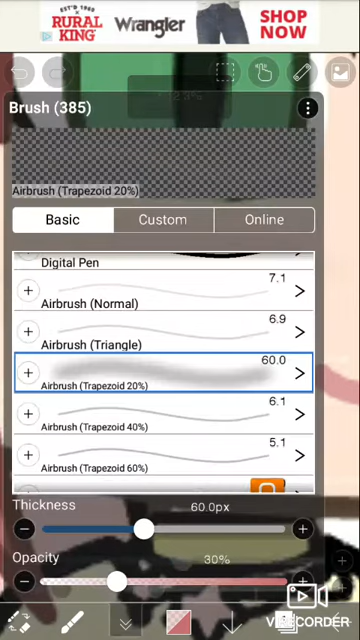 EST'D 1960
RURAL KING
Wrangler
SHOP NOW
Brush (385)
Airbrush (Trapezoid 20%)
Basic
Custom
Online
Digital Pen
7.1
Airbrush (Normal)
6.9
Airbrush (Triangle)
60.0
Airbrush (Trapezoid 20%)
6.1
Airbrush (Trapezoid 40%)
5.1
Airbrush (Trapezoid 60%)
Thickness
60.0px
Opacity
30%
VIDECORDER